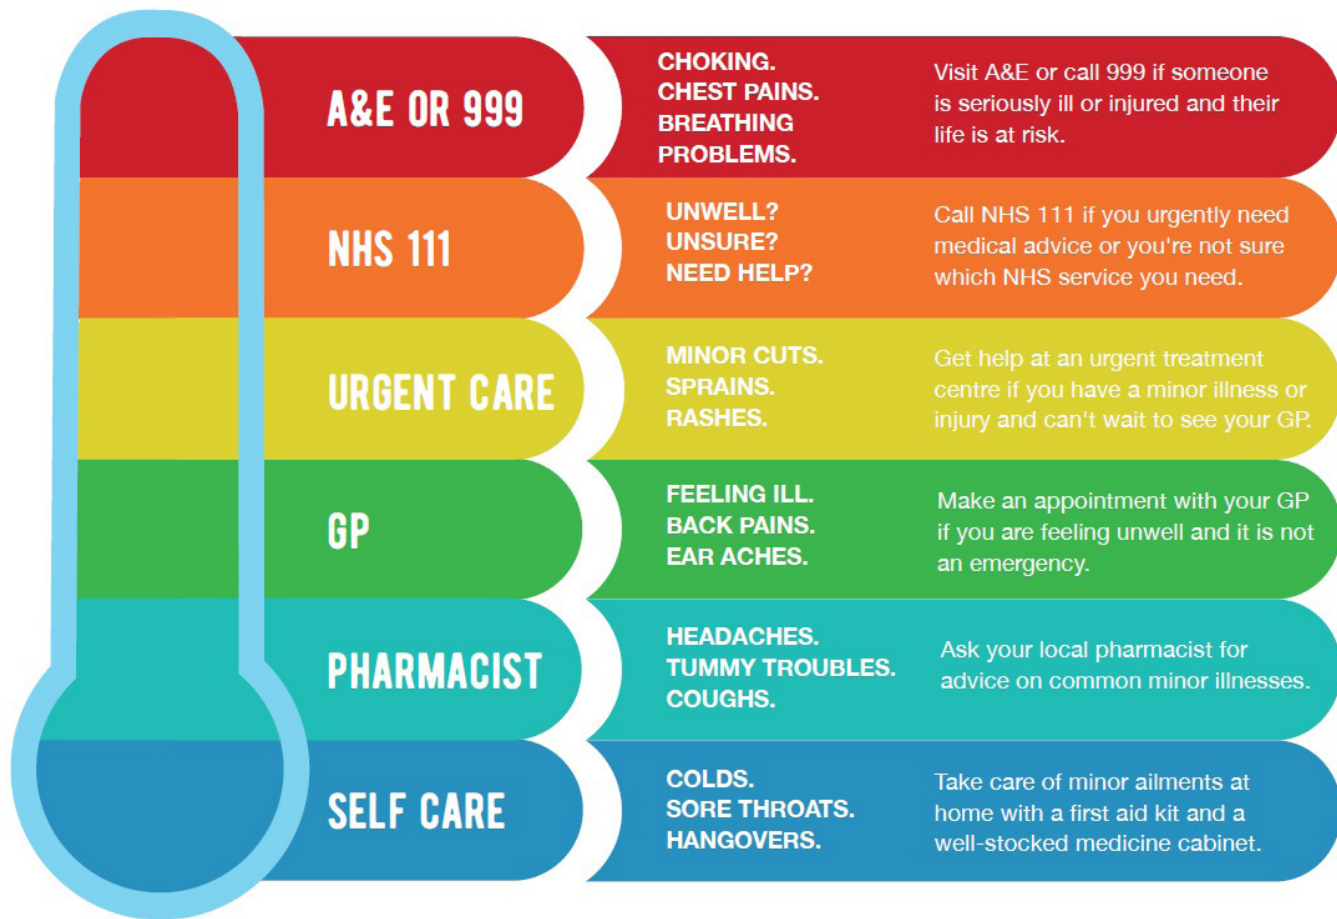 A&E OR 999
CHOKING.
CHEST PAINS.
BREATHING
PROBLEMS.
Visit A&E or call 999 if someone
is seriously ill or injured and their
life is at risk.
NHS 111
UNWELL?
UNSURE?
NEED HELP?
Call NHS 111 if you urgently need
medical advice or you're not sure
which NHS service you need.
URGENT CARE
MINOR CUTS.
SPRAINS.
RASHES.
Get help at an urgent treatment
centre if you have a minor illness or
injury and can't wait to see your GP.
GP
FEELING ILL.
BACK PAINS.
EAR ACHES.
Make an appointment with your GP
if you are feeling unwell and it is not
an emergency.
PHARMACIST
HEADACHES.
TUMMY TROUBLES.
COUGHS.
Ask your local pharmacist for
advice on common minor illnesses.
SELF CARE
COLDS.
SORE THROATS.
HANGOVERS.
Take care of minor ailments at
home with a first aid kit and a
well-stocked medicine cabinet.